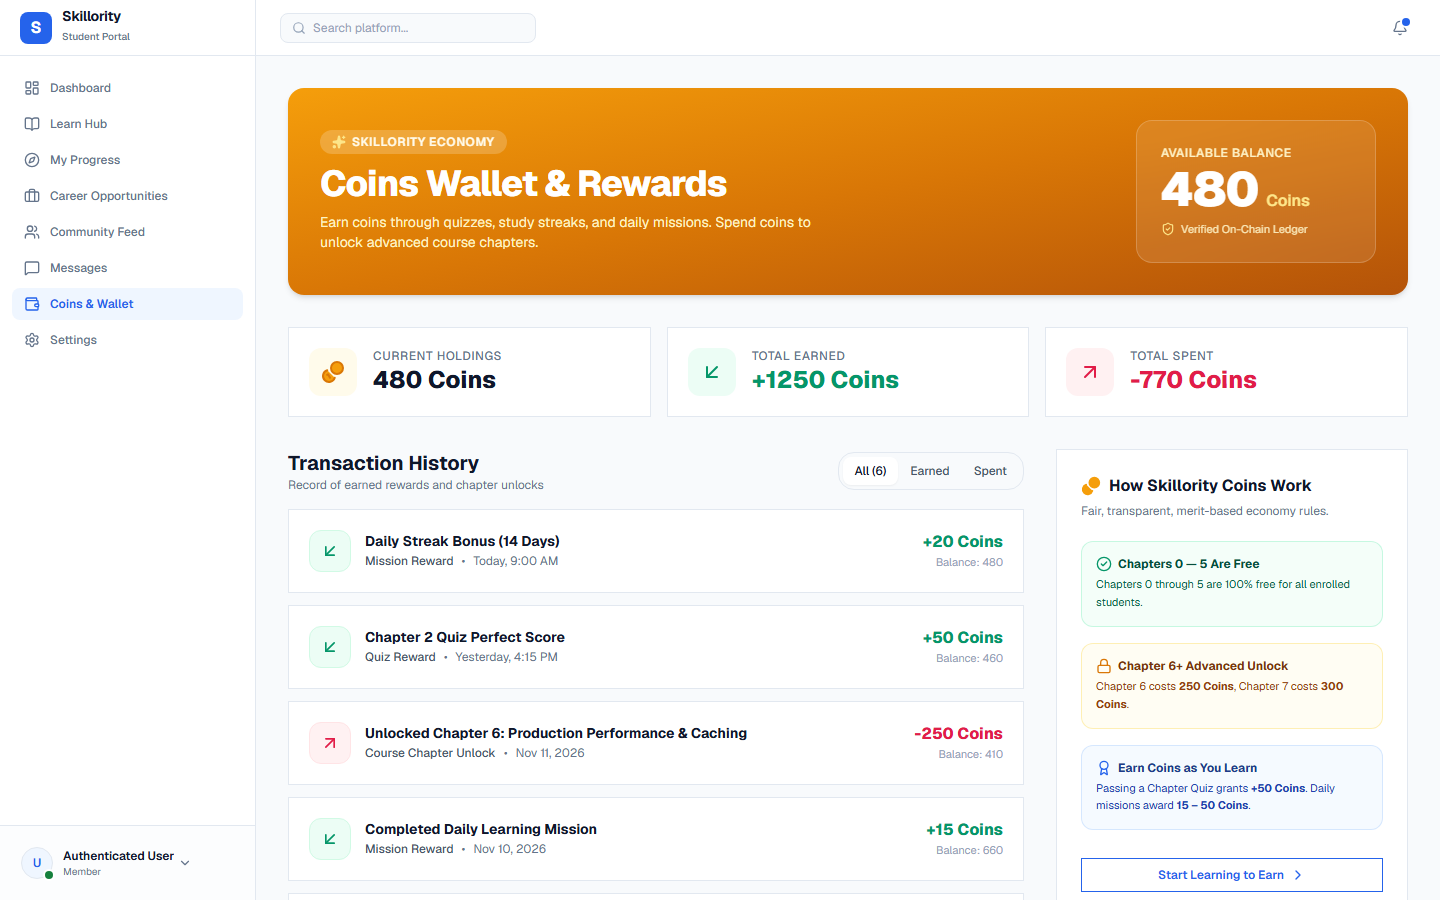 S
Skillority
Student Portal
Search platform...
Dashboard
Learn Hub
My Progress
Career Opportunities
Community Feed
Messages
Coins & Wallet
Settings
U
Authenticated User
Member
SKILLORITY ECONOMY
Coins Wallet & Rewards
Earn coins through quizzes, study streaks, and daily missions. Spend coins to
unlock advanced course chapters.
AVAILABLE BALANCE
480 Coins
Verified On-Chain Ledger
CURRENT HOLDINGS
480 Coins
TOTAL EARNED
+1250 Coins
TOTAL SPENT
-770 Coins
Transaction History
Record of earned rewards and chapter unlocks
All (6) Earned Spent
Daily Streak Bonus (14 Days)
Mission Reward • Today, 9:00 AM
+20 Coins
Balance: 480
Chapter 2 Quiz Perfect Score
Quiz Reward • Yesterday, 4:15 PM
+50 Coins
Balance: 460
Unlocked Chapter 6: Production Performance & Caching
Course Chapter Unlock • Nov 11, 2026
-250 Coins
Balance: 410
Completed Daily Learning Mission
Mission Reward • Nov 10, 2026
+15 Coins
Balance: 660
How Skillority Coins Work
Fair, transparent, merit-based economy rules.
Chapters 0 — 5 Are Free
Chapters 0 through 5 are 100% free for all enrolled
students.
Chapter 6+ Advanced Unlock
Chapter 6 costs 250 Coins, Chapter 7 costs 300
Coins.
Earn Coins as You Learn
Passing a Chapter Quiz grants +50 Coins. Daily
missions award 15 – 50 Coins.
Start Learning to Earn